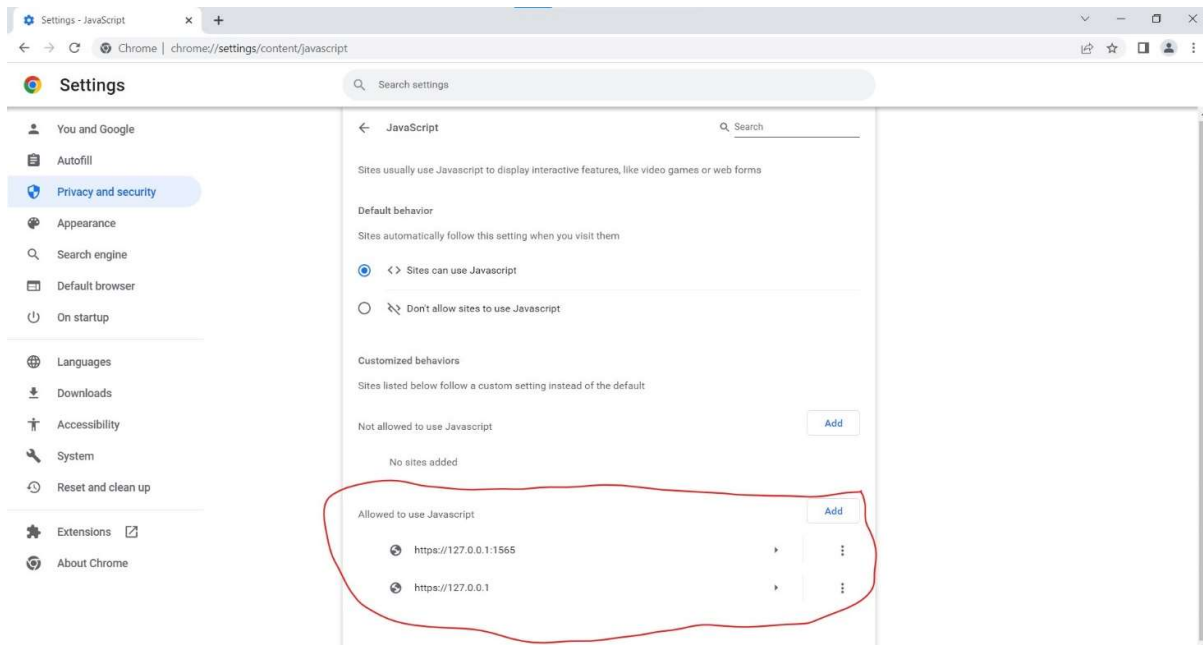 Settings - JavaScript
Chrome | chrome://settings/content/javascript
Settings
Search settings
You and Google
Autofill
Privacy and security
Appearance
Search engine
Default browser
On startup
Languages
Downloads
Accessibility
System
Reset and clean up
Extensions
About Chrome
JavaScript
Search
Sites usually use Javascript to display interactive features, like video games or web forms
Default behavior
Sites automatically follow this setting when you visit them
<> Sites can use Javascript
Don't allow sites to use Javascript
Customized behaviors
Sites listed below follow a custom setting instead of the default
Not allowed to use Javascript
Add
No sites added
Allowed to use Javascript
Add
https://127.0.0.1:1565
https://127.0.0.1